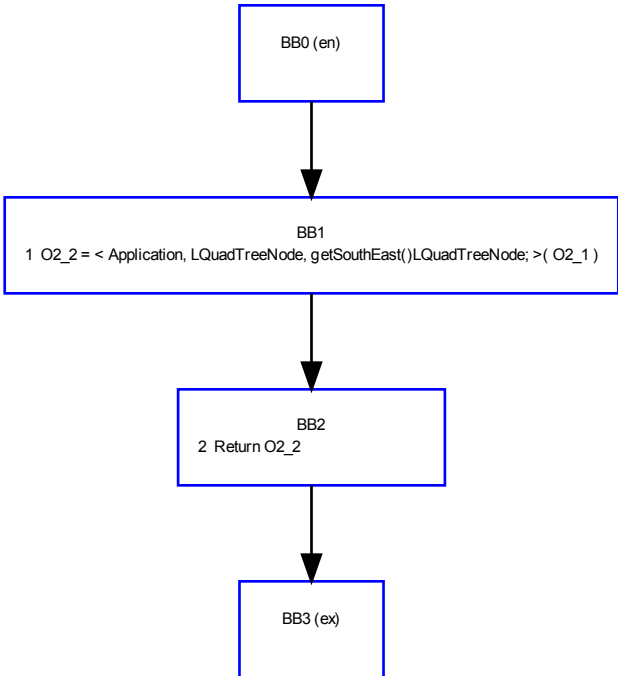 BB0 (en)
BB1
1 O2_2 = < Application, LQuadTreeNode, getSouthEast()LQuadTreeNode; >( O2_1 )
BB2
2 Return O2_2
BB3 (ex)